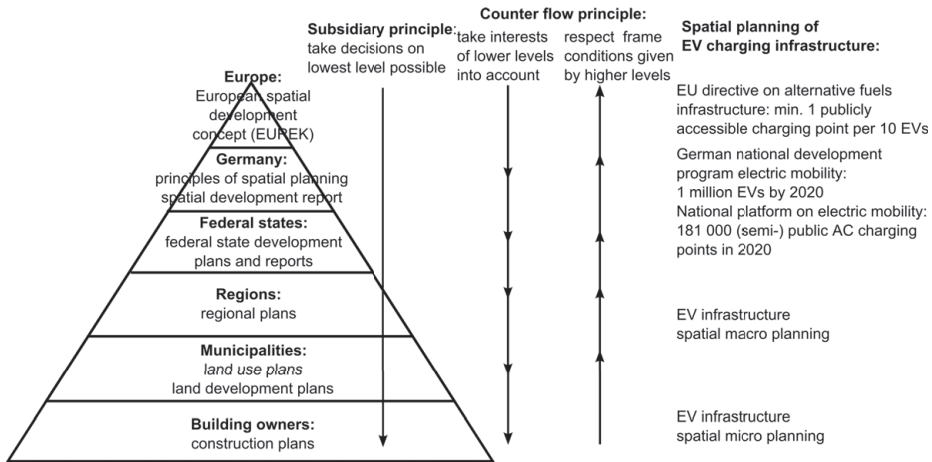 Subsidiary principle:
take decisions on
lowest level possible
Counter flow principle:
take interests
of lower levels
into account
respect frame
conditions given
by higher levels
Spatial planning of
EV charging infrastructure:
Europe:
European spatial
development
concept (EUREK)
EU directive on alternative fuels
infrastructure: min. 1 publicly
accessible charging point per 10 EVs
Germany:
principles of spatial planning
spatial development report
German national development
program electric mobility:
1 million EVs by 2020
National platform on electric mobility:
181 000 (semi-) public AC charging
points in 2020
Federal states:
federal state development
plans and reports
Regions:
regional plans
EV infrastructure
spatial macro planning
Municipalities:
land use plans
land development plans
Building owners:
construction plans
EV infrastructure
spatial micro planning